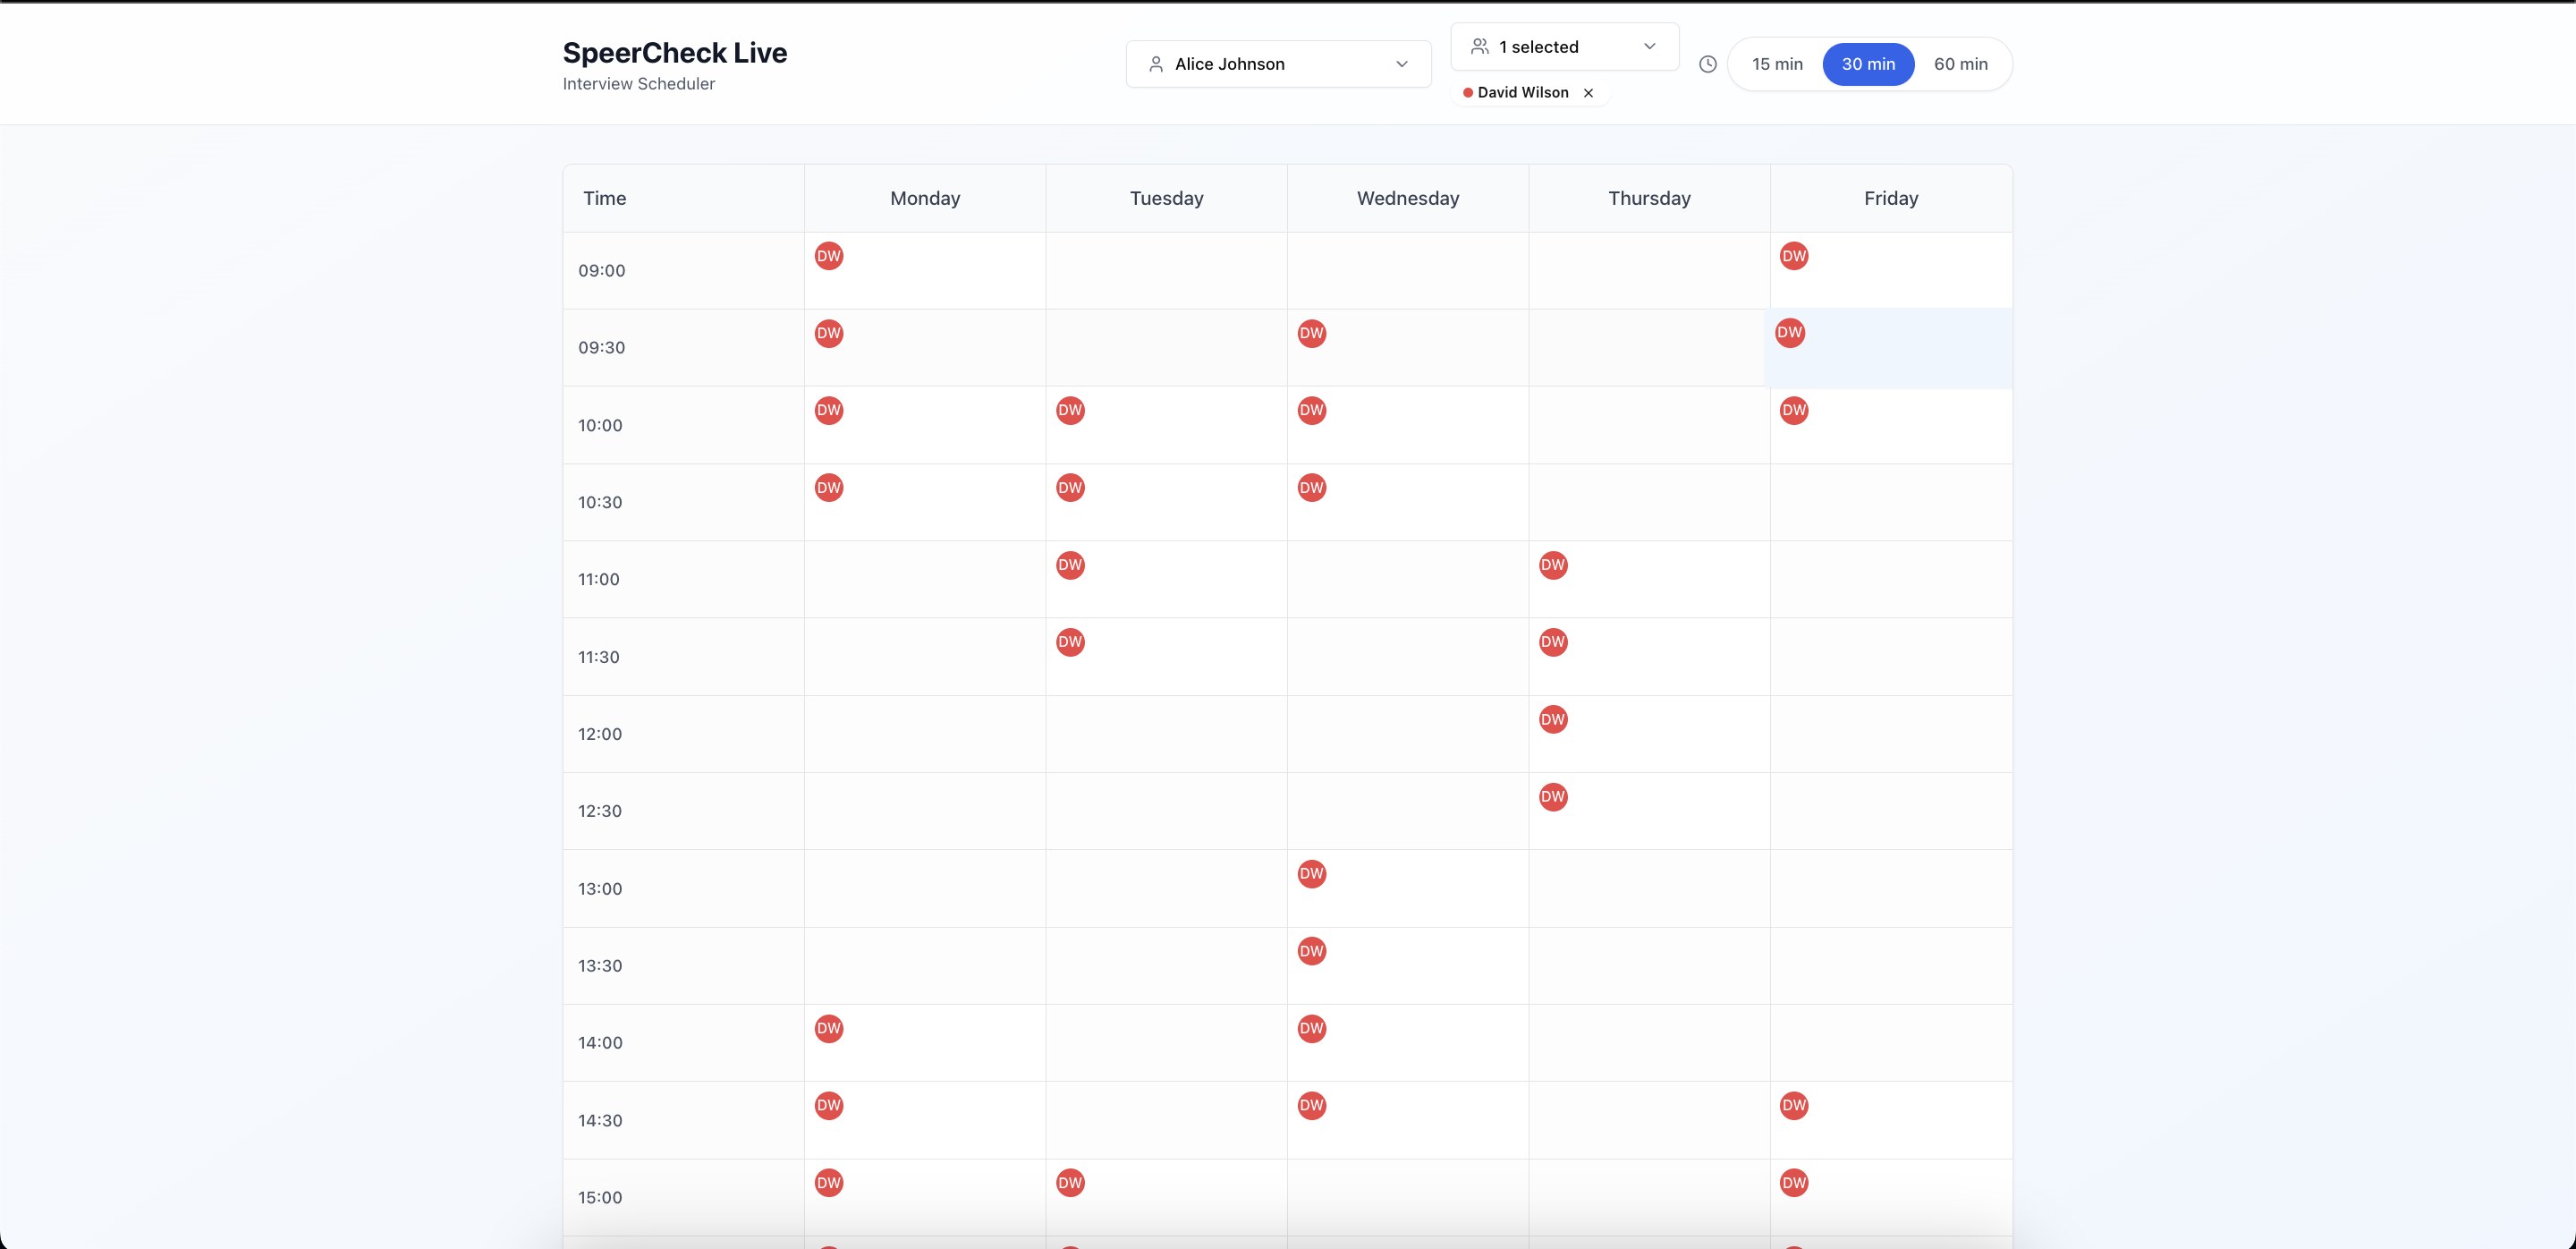 SpeerCheck Live
Interview Scheduler
Alice Johnson
1 selected
David Wilson
15 min 30 min 60 min
Time Monday Tuesday Wednesday Thursday Friday
09:00 DW DW
09:30 DW DW DW
10:00 DW DW DW DW
10:30 DW DW DW
11:00 DW DW
11:30 DW DW
12:00 DW
12:30 DW
13:00 DW
13:30 DW
14:00 DW DW
14:30 DW DW DW
15:00 DW DW DW